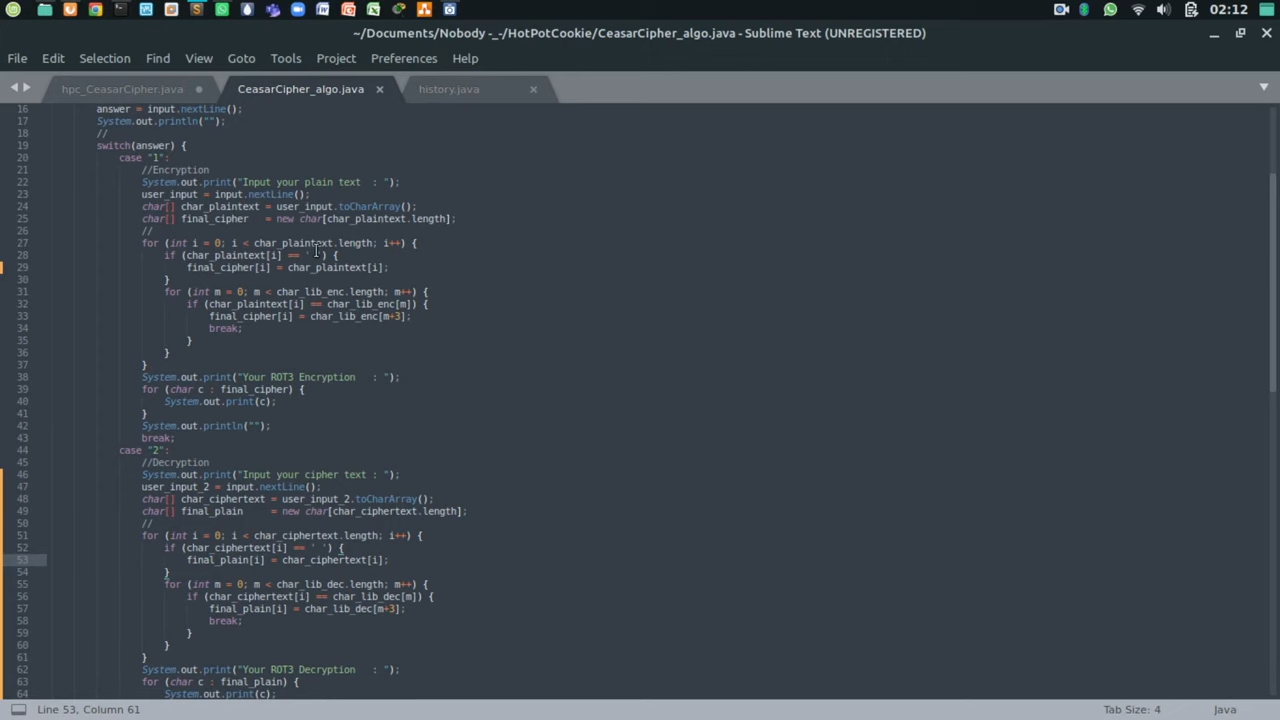 02:12
~/Documents/Nobody -_-/HotPotCookie/CeasarCipher_algo.java - Sublime Text (UNREGISTERED)
File Edit Selection Find View Goto Tools Project Preferences Help
hpc_CeasarCipher.java CeasarCipher_algo.java × history.java ×
16 answer = input.nextLine();
17 System.out.println("");
18 //
19 switch(answer) {
20 case "1":
21 //Encryption
22 System.out.print("Input your plain text  : ");
23 user_input = input.nextLine();
24 char[] char_plaintext = user_input.toCharArray();
25 char[] final_cipher   = new char[char_plaintext.length];
26 //
27 for (int i = 0; i < char_plaintext.length; i++) {
28 if (char_plaintext[i] == ' ') {
29 final_cipher[i] = char_plaintext[i];
30 }
31 for (int m = 0; m < char_lib_enc.length; m++) {
32 if (char_plaintext[i] == char_lib_enc[m]) {
33 final_cipher[i] = char_lib_enc[m+3];
34 break;
35 }
36 }
37 }
38 System.out.print("Your ROT3 Encryption   : ");
39 for (char c : final_cipher) {
40 System.out.print(c);
41 }
42 System.out.println("");
43 break;
44 case "2":
45 //Decryption
46 System.out.print("Input your cipher text : ");
47 user_input_2 = input.nextLine();
48 char[] char_ciphertext = user_input_2.toCharArray();
49 char[] final_plain     = new char[char_ciphertext.length];
50 //
51 for (int i = 0; i < char_ciphertext.length; i++) {
52 if (char_ciphertext[i] == ' ') {
53 final_plain[i] = char_ciphertext[i];
54 }
55 for (int m = 0; m < char_lib_dec.length; m++) {
56 if (char_ciphertext[i] == char_lib_dec[m]) {
57 final_plain[i] = char_lib_dec[m+3];
58 break;
59 }
60 }
61 }
62 System.out.print("Your ROT3 Decryption   : ");
63 for (char c : final_plain) {
64 System.out.print(c);
Line 53, Column 61 Tab Size: 4 Java